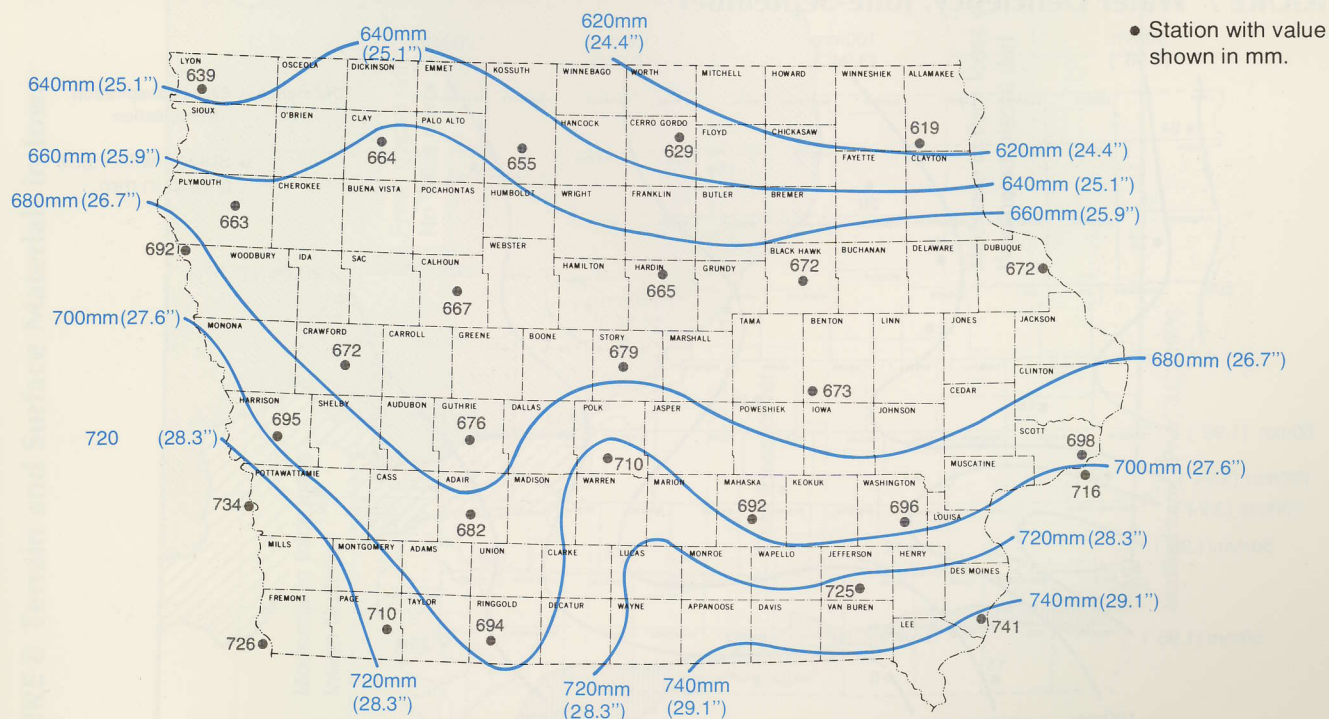 620mm
(24.4")
● Station with value
shown in mm.
640mm
(25.1")
LYON
639
OSCEOLA
DICKINSON
EMMET
KOSSUTH
WINNEBAGO
WORTH
MITCHELL
HOWARD
WINNESHIEK
ALLAMAKEE
640mm (25.1")
SIOUX
O'BRIEN
CLAY
PALO ALTO
HANCOCK
CERRO GORDO
FLOYD
CHICKASAW
664
655
629
619
660mm (25.9")
FAYETTE
CLAYTON
620mm (24.4")
PLYMOUTH
CHEROKEE
BUENA VISTA
POCAHONTAS
HUMBOLDT
WRIGHT
FRANKLIN
BUTLER
BREMER
640mm (25.1")
680mm (26.7")
663
660mm (25.9")
692
WOODBURY
IDA
SAC
CALHOUN
WEBSTER
HAMILTON
HARDIN
GRUNDY
BLACK HAWK
BUCHANAN
DELAWARE
DUBUQUE
667
665
672
672
700mm (27.6")
MONONA
CRAWFORD
CARROLL
GREENE
BOONE
STORY
MARSHALL
TAMA
BENTON
LINN
JONES
JACKSON
672
679
680mm (26.7")
CLINTON
673
CEDAR
HARRISON
SHELBY
AUDUBON
GUTHRIE
DALLAS
POLK
JASPER
POWESHIEK
IOWA
JOHNSON
SCOTT
720 (28.3")
695
676
710
698
MUSCATINE
700mm (27.6")
POTTAWATTAMIE
CASS
ADAIR
MADISON
WARREN
MARION
MAHASKA
KEOKUK
WASHINGTON
716
734
682
692
696
LOUISA
720mm (28.3")
MILLS
MONTGOMERY
ADAMS
UNION
CLARKE
LUCAS
MONROE
WAPELLO
JEFFERSON
HENRY
DES MOINES
725
FREMONT
PAGE
TAYLOR
RINGGOLD
DECATUR
WAYNE
APPANOOSE
DAVIS
VAN BUREN
LEE
740mm (29.1")
726
710
694
741
720mm
(28.3")
720mm
(28.3")
740mm
(29.1")